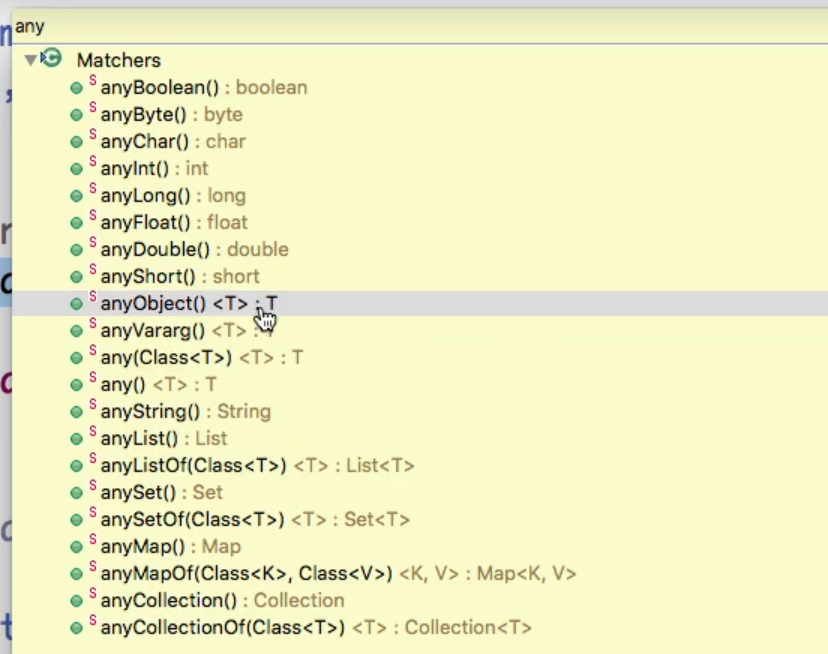 any
Matchers
S anyBoolean() : boolean
S anyByte() : byte
S anyChar() : char
S anyInt() : int
S anyLong() : long
S anyFloat() : float
S anyDouble() : double
S anyShort() : short
S anyObject() <T> : T
S anyVararg() <T> : T
S any(Class<T>) <T> : T
S any() <T> : T
S anyString() : String
S anyList() : List
S anyListOf(Class<T>) <T> : List<T>
S anySet() : Set
S anySetOf(Class<T>) <T> : Set<T>
S anyMap() : Map
S anyMapOf(Class<K>, Class<V>) <K, V> : Map<K, V>
S anyCollection() : Collection
S anyCollectionOf(Class<T>) <T> : Collection<T>